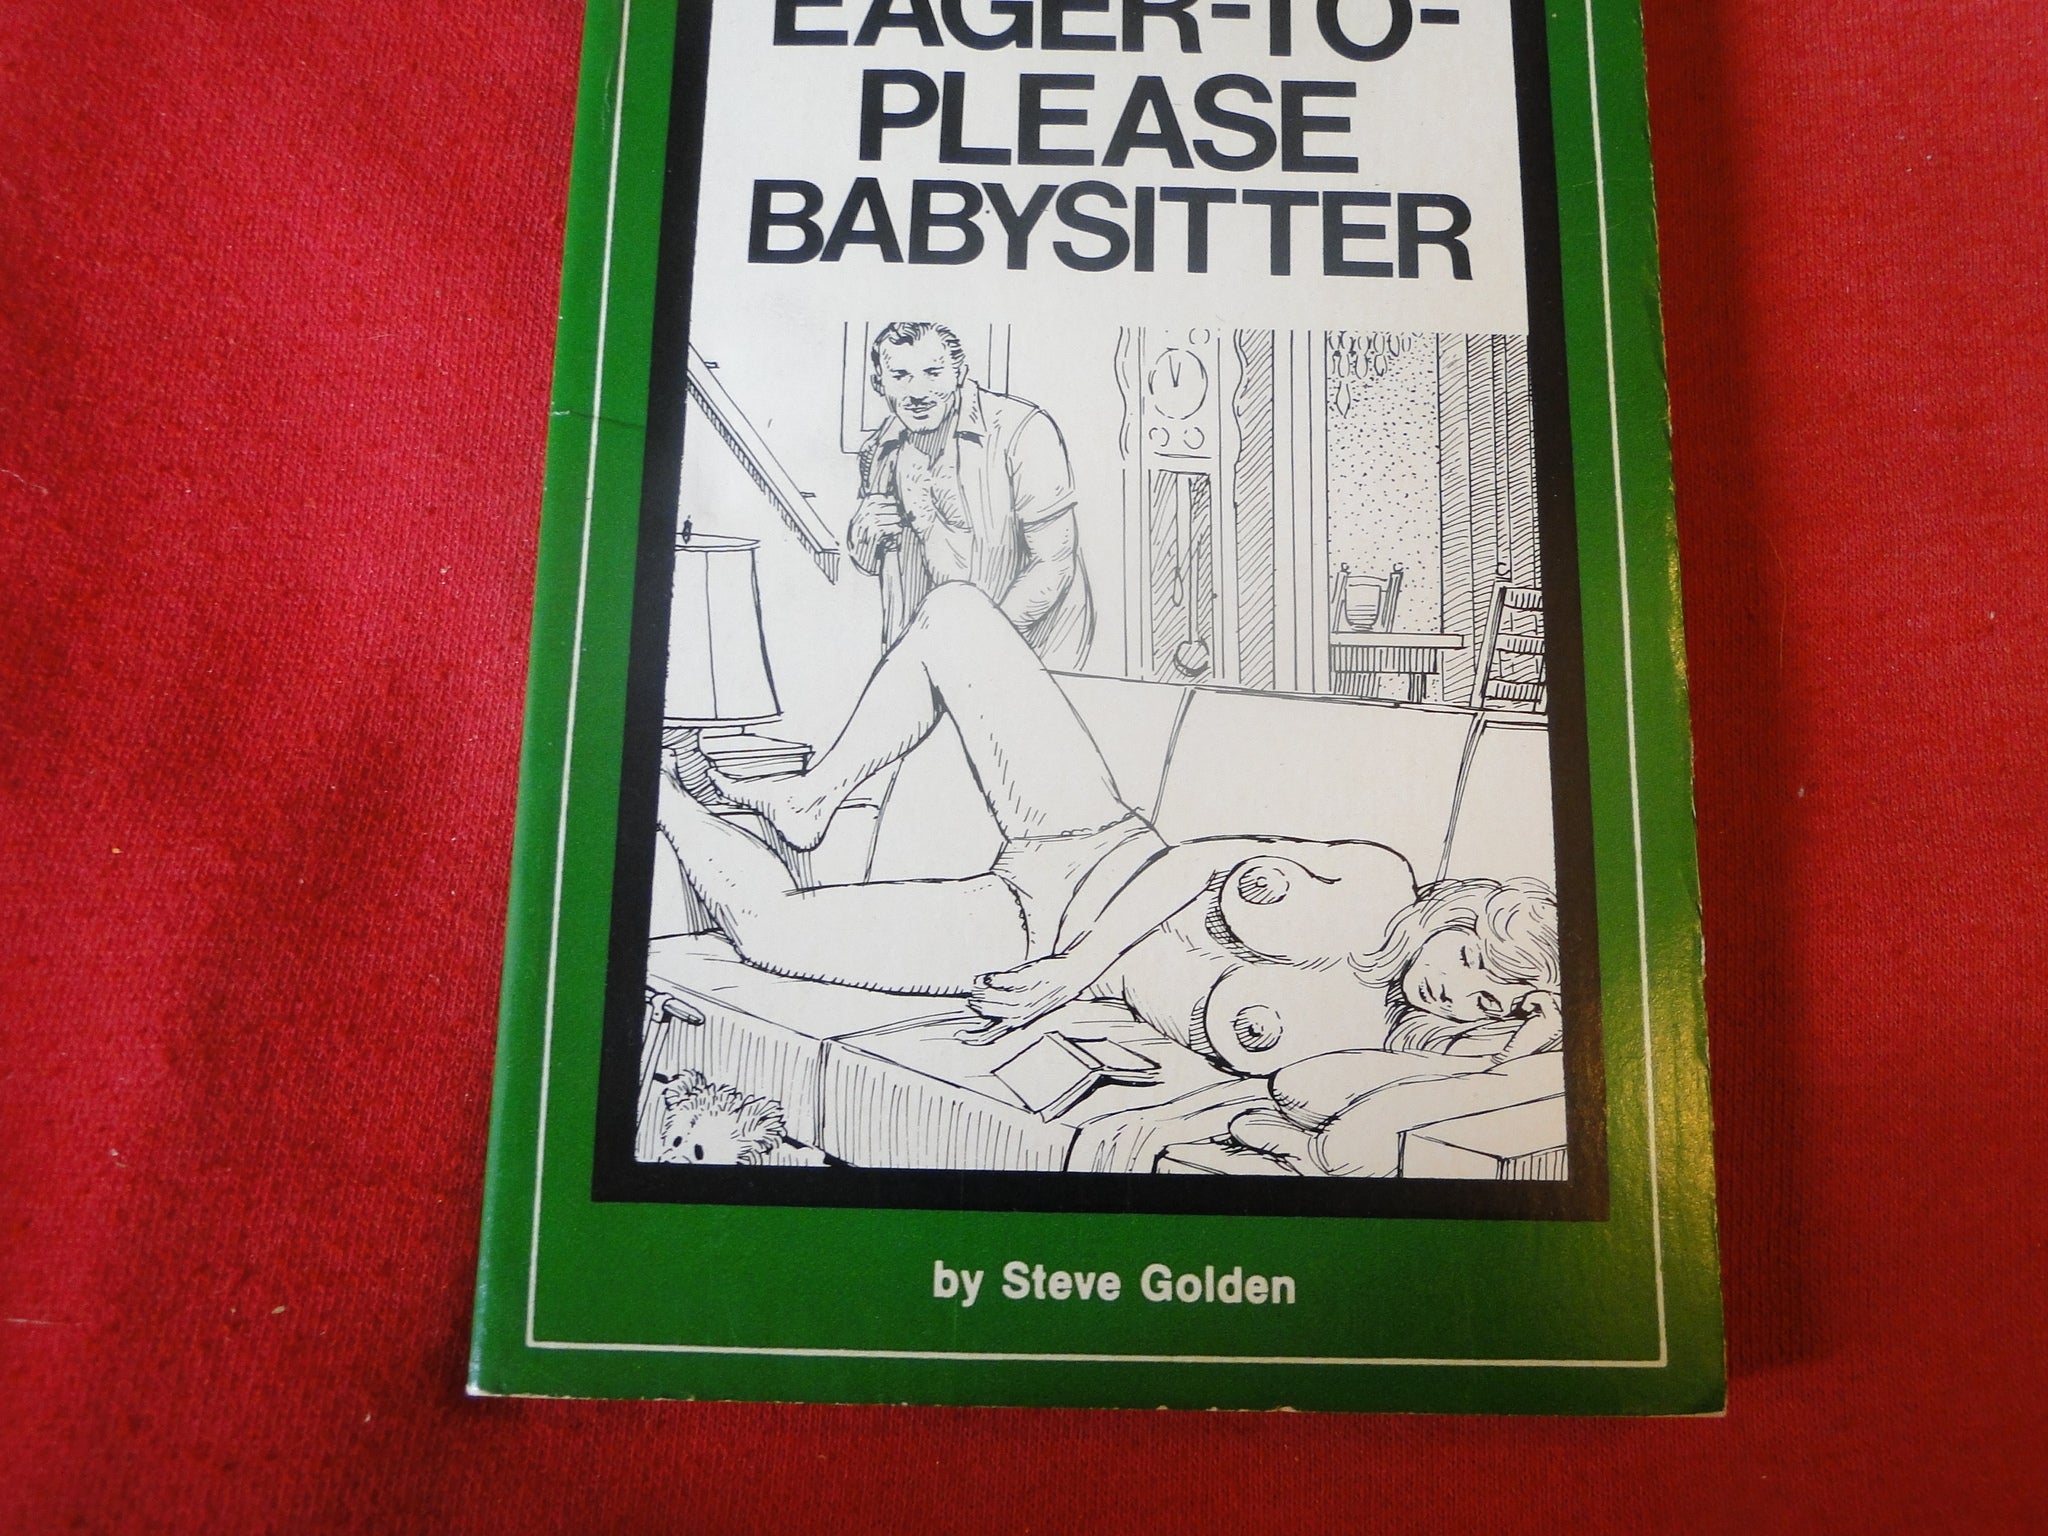 EAGER-TO-
PLEASE
BABYSITTER
by Steve Golden